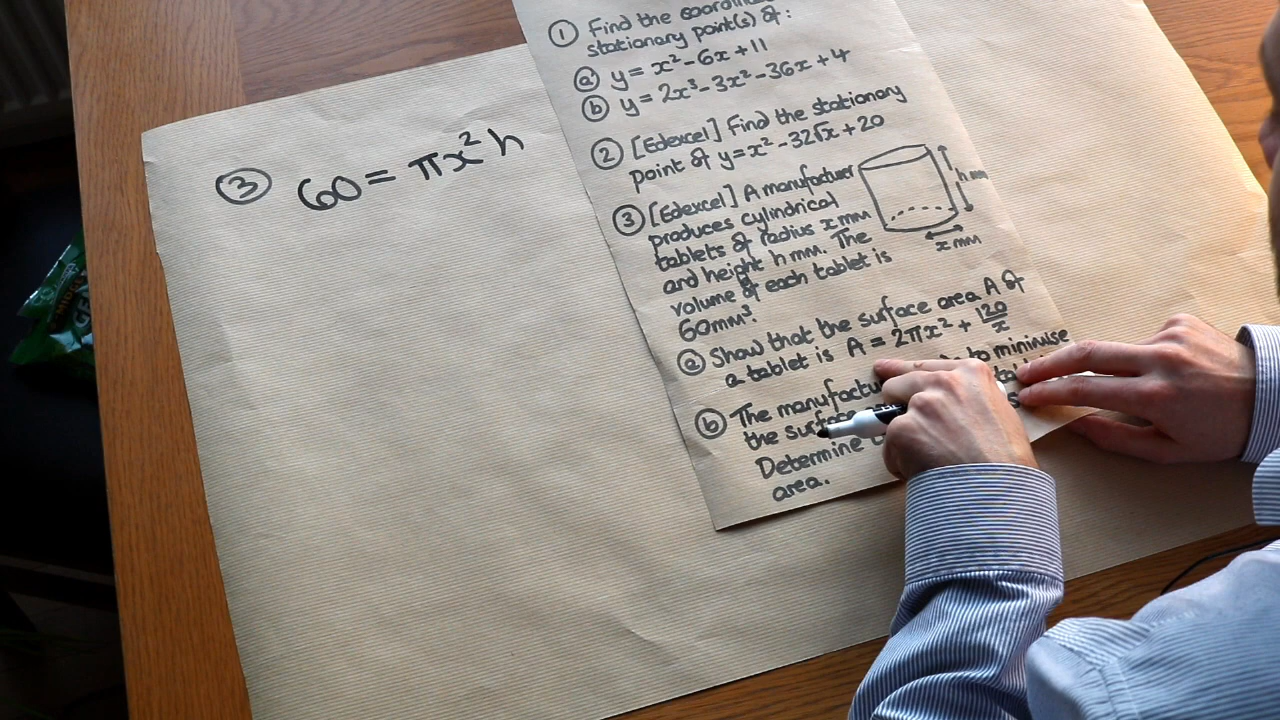 ③ 60 = πx²h
① Find the
stationary point(s) of:
ⓐ y = x² - 6x + 11
ⓑ y = 2x³ - 3x² - 36x + 4
② [Edexcel] Find the stationary
point of y = x² - 32√x + 20
③ [Edexcel] A manufacturer
produces cylindrical
tablets of radius x mm
and height h mm. The
volume of each tablet is
60mm³.
h mm
x mm
ⓐ Show that the surface area A of
a tablet is A = 2πx² + 120/x
ⓑ The to minimise
the
Determine
area.